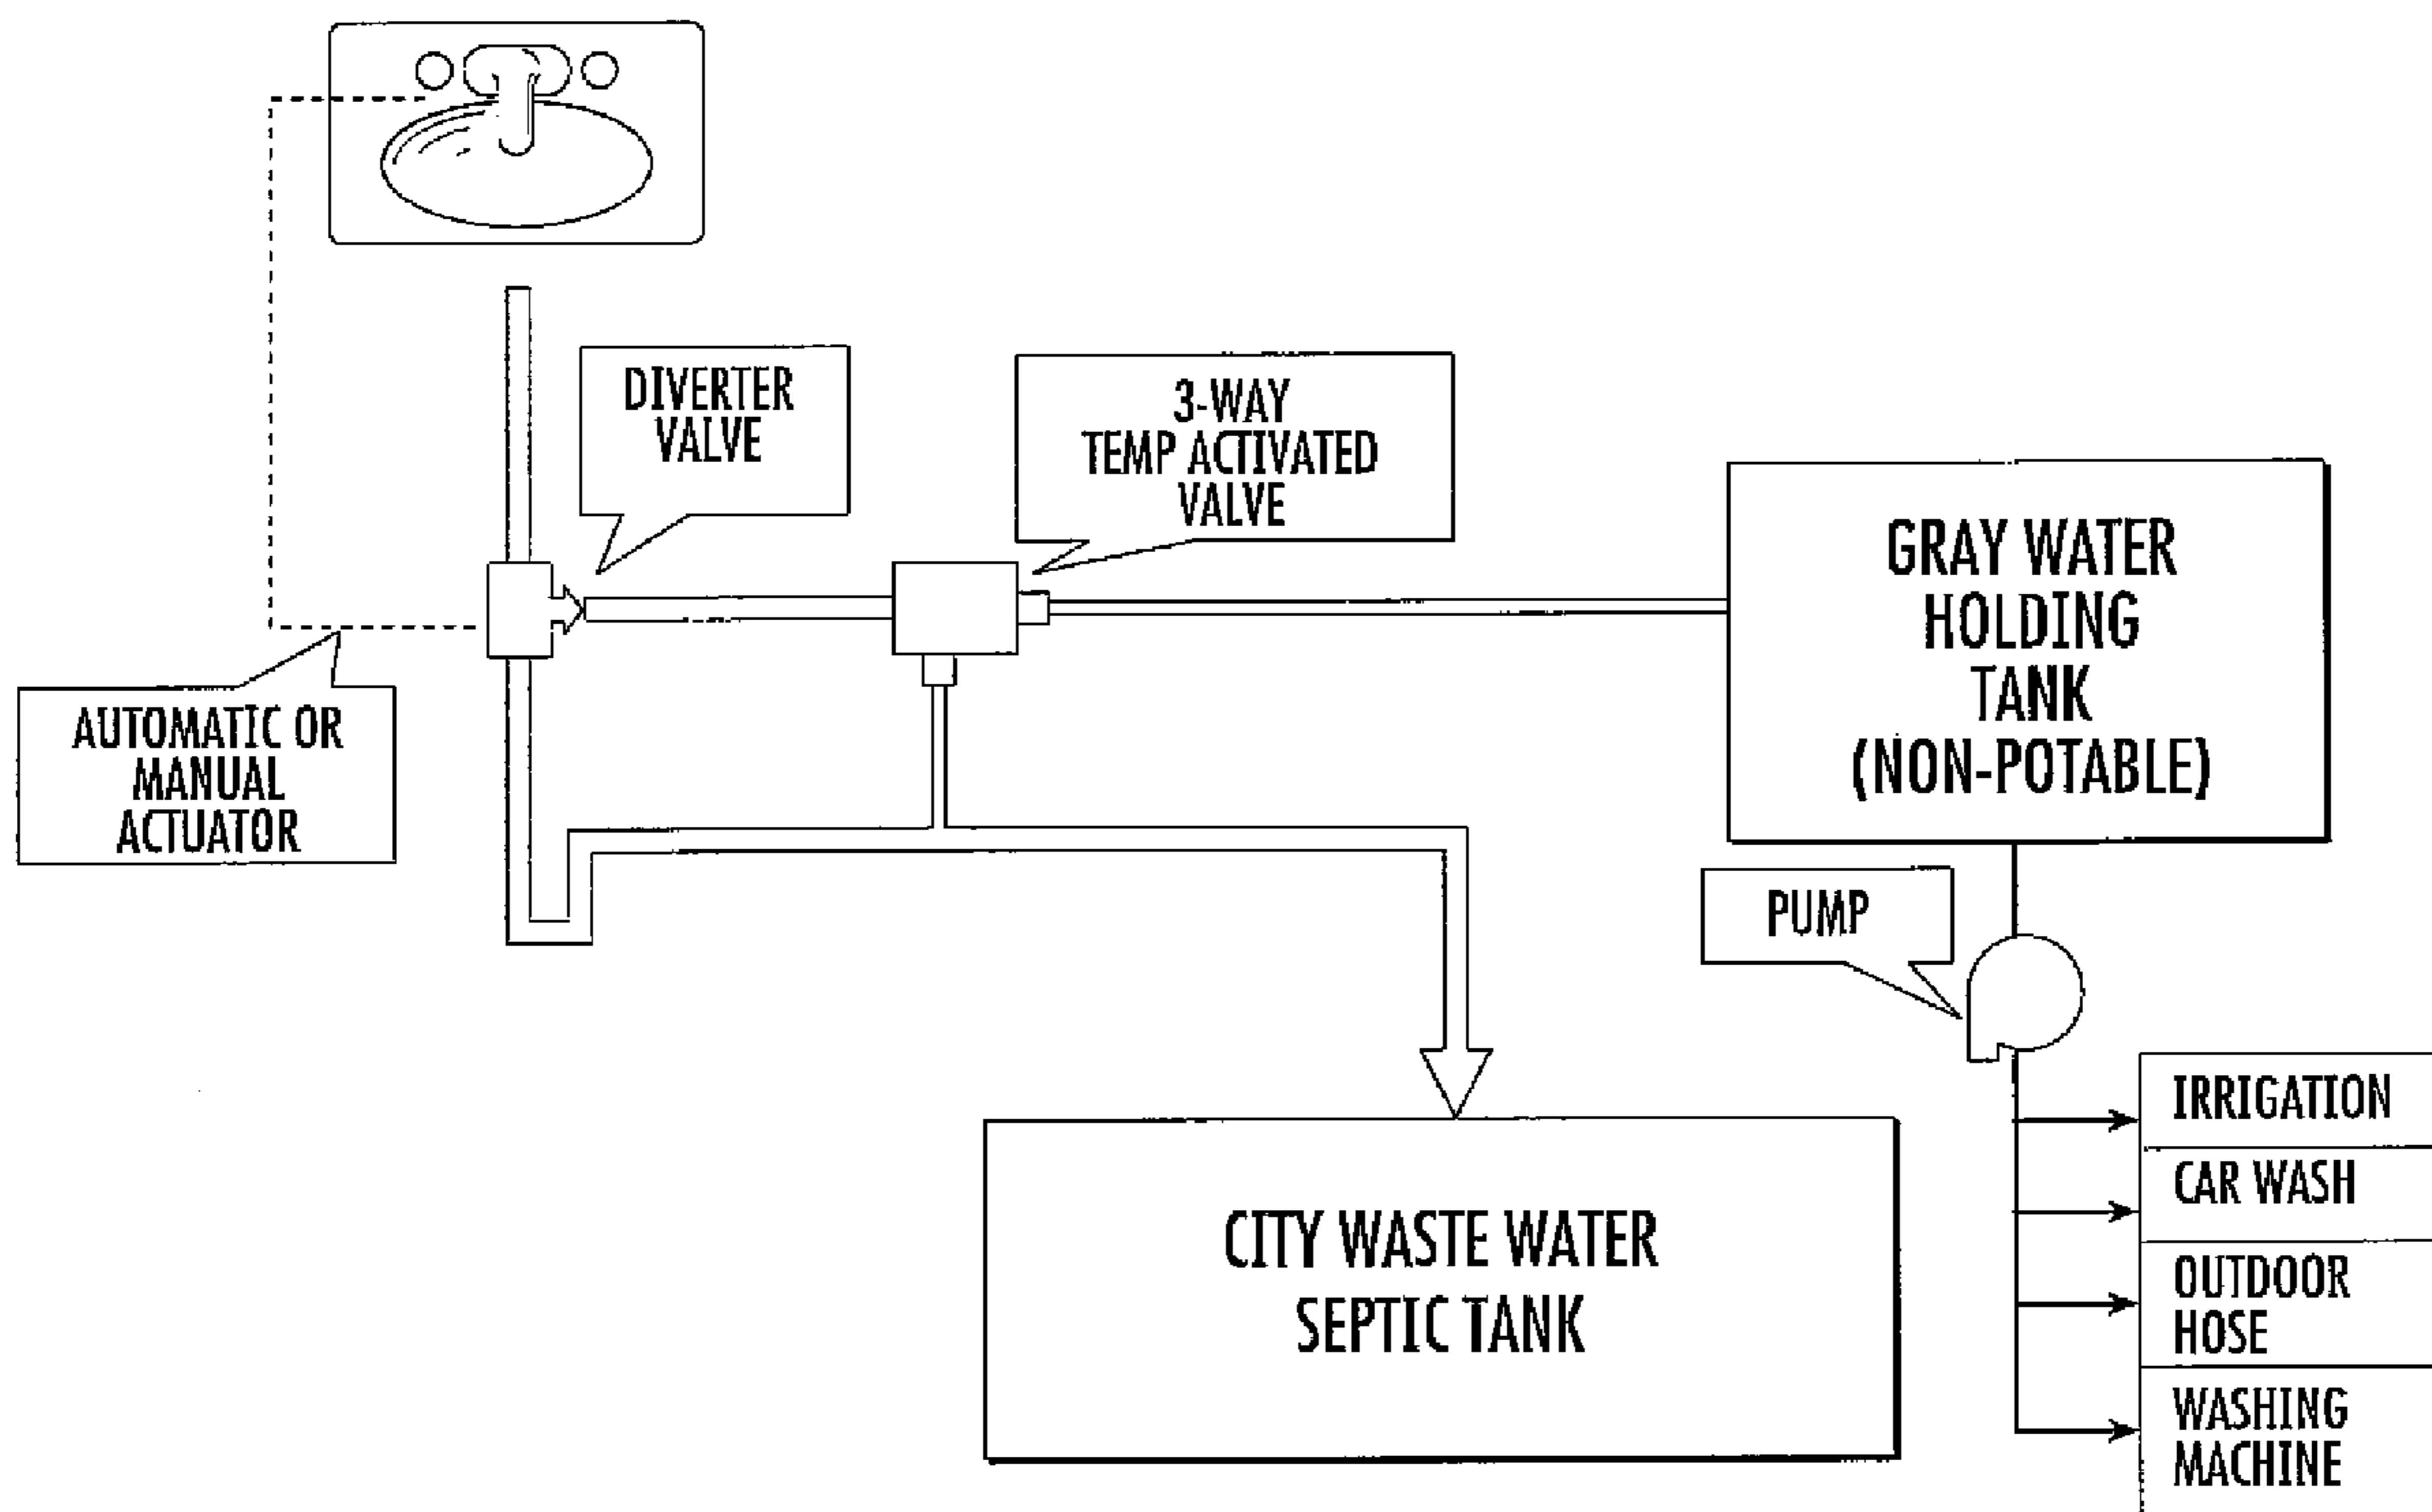 DIVERTER
VALVE
3-WAY
TEMP ACTIVATED
VALVE
GRAY WATER
HOLDING
TANK
(NON-POTABLE)
AUTOMATIC OR
MANUAL
ACTUATOR
PUMP
IRRIGATION
CAR WASH
OUTDOOR
HOSE
WASHING
MACHINE
CITY WASTE WATER
SEPTIC TANK